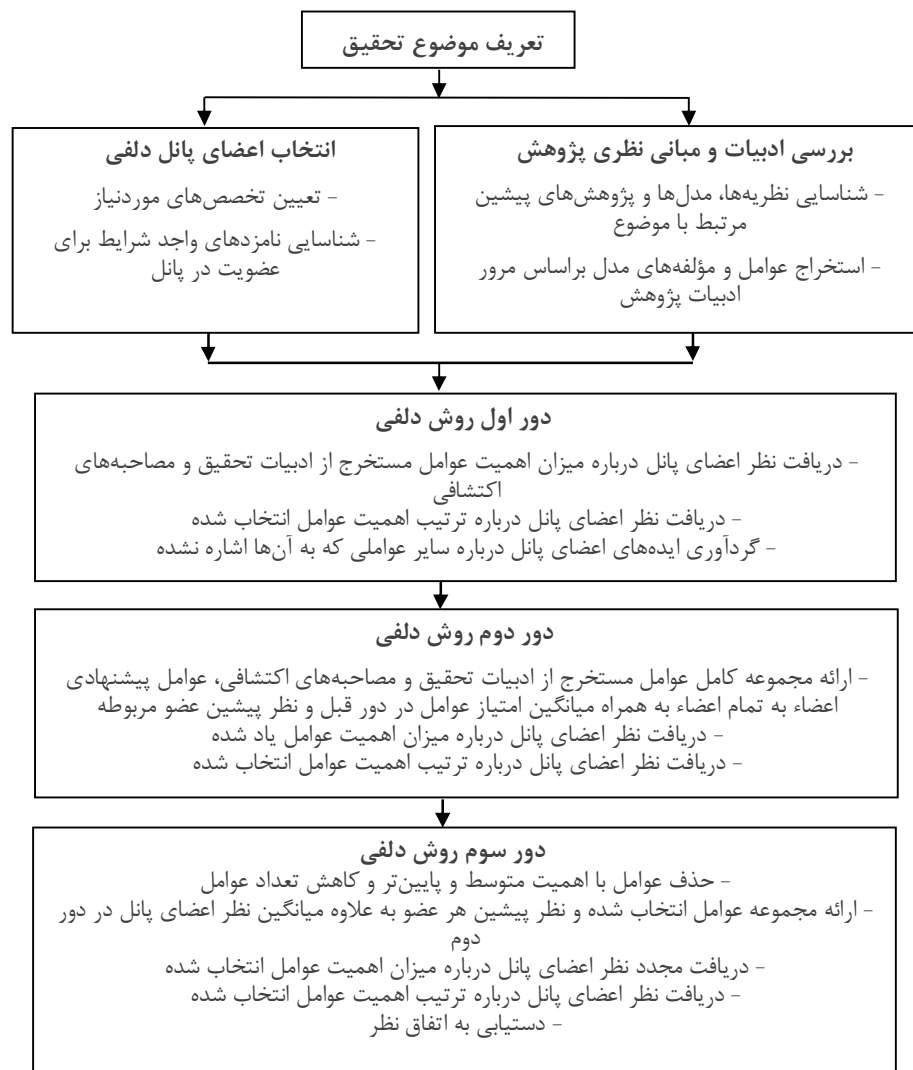 تعریف موضوع تحقیق
بررسی ادبیات و مبانی نظری پژوهش
- شناسایی نظریه‌ها، مدل‌ها و پژوهش‌های پیشین
مرتبط با موضوع
- استخراج عوامل و مؤلفه‌های مدل براساس مرور
ادبیات پژوهش
انتخاب اعضای پانل دلفی
- تعیین تخصص‌های موردنیاز
- شناسایی نامزدهای واجد شرایط برای
عضویت در پانل
دور اول روش دلفی
- دریافت نظر اعضای پانل درباره میزان اهمیت عوامل مستخرج از ادبیات تحقیق و مصاحبه‌های
اکتشافی
- دریافت نظر اعضای پانل درباره ترتیب اهمیت عوامل انتخاب شده
- گردآوری ایده‌های اعضای پانل درباره سایر عواملی که به آن‌ها اشاره نشده
دور دوم روش دلفی
- ارائه مجموعه کامل عوامل مستخرج از ادبیات تحقیق و مصاحبه‌های اکتشافی، عوامل پیشنهادی
اعضاء به تمام اعضاء به همراه میانگین امتیاز عوامل در دور قبل و نظر پیشین عضو مربوطه
- دریافت نظر اعضای پانل درباره میزان اهمیت عوامل یاد شده
- دریافت نظر اعضای پانل درباره ترتیب اهمیت عوامل انتخاب شده
دور سوم روش دلفی
- حذف عوامل با اهمیت متوسط و پایین‌تر و کاهش تعداد عوامل
- ارائه مجموعه عوامل انتخاب شده و نظر پیشین هر عضو به علاوه میانگین نظر اعضای پانل در دور
دوم
- دریافت مجدد نظر اعضای پانل درباره میزان اهمیت عوامل انتخاب شده
- دریافت نظر اعضای پانل درباره ترتیب اهمیت عوامل انتخاب شده
- دستیابی به اتفاق نظر